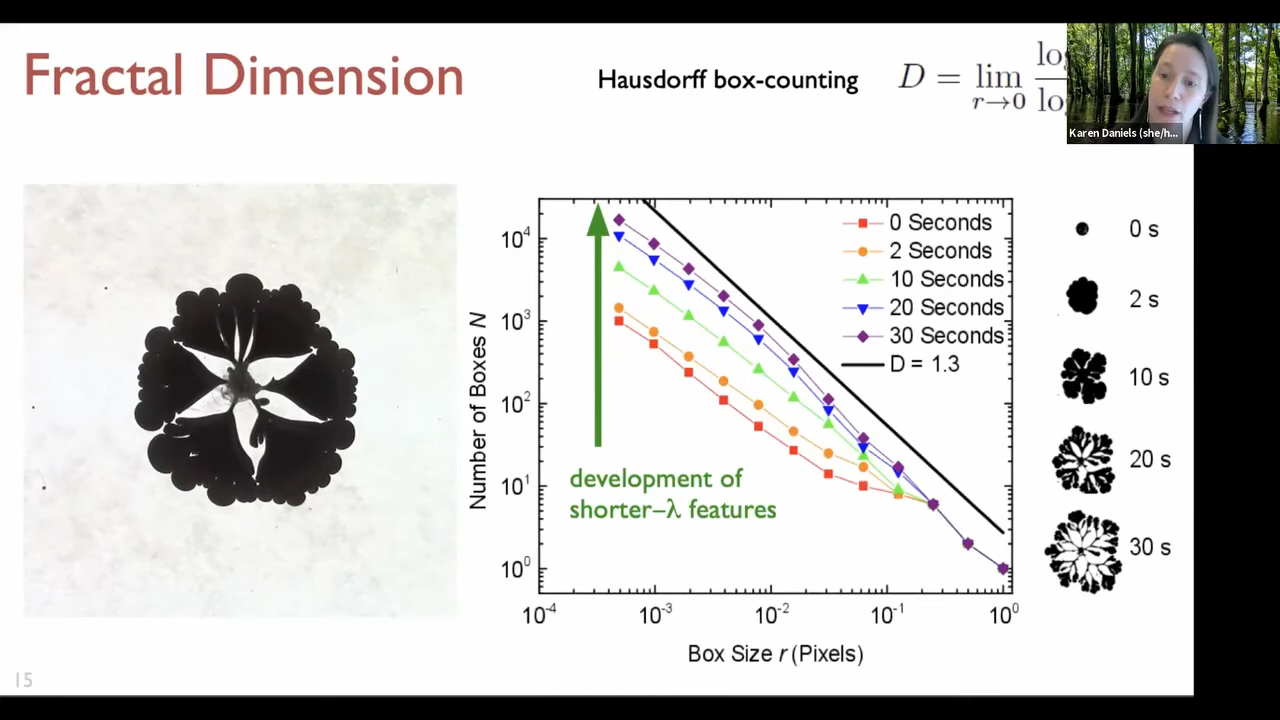 Fractal Dimension
Hausdorff box-counting
D = lim
r→0
Karen Daniels (she/h...
development of
shorter–λ features
Number of Boxes N
10⁴
10³
10²
10¹
10⁰
10⁻⁴ 10⁻³ 10⁻² 10⁻¹ 10⁰
Box Size r (Pixels)
0 Seconds
2 Seconds
10 Seconds
20 Seconds
30 Seconds
D = 1.3
0 s
2 s
10 s
20 s
30 s
15